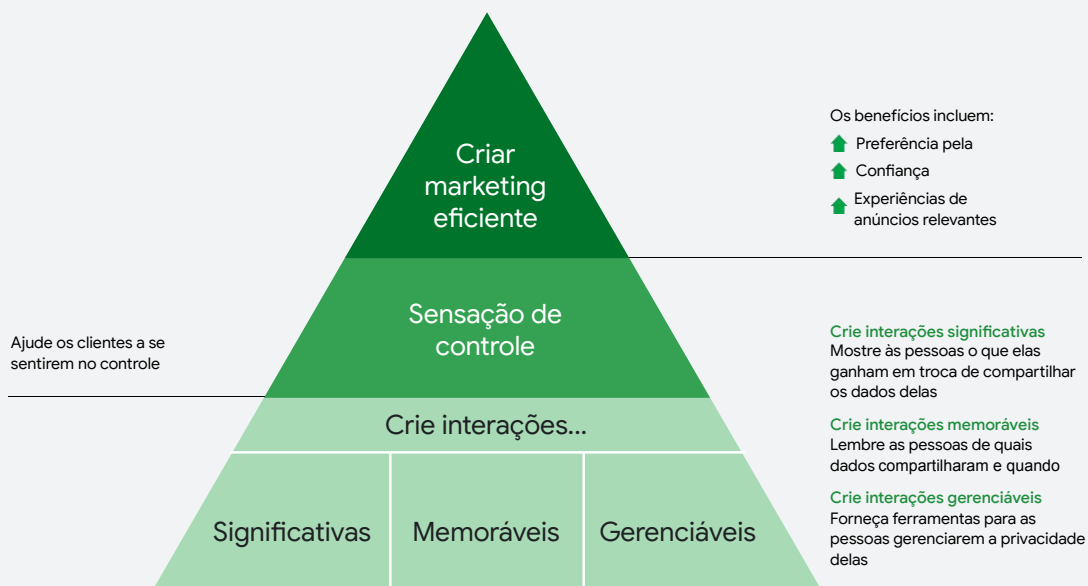 Criar
marketing
eficiente
Os benefícios incluem:
Preferência pela
Confiança
Experiências de
anúncios relevantes
Sensação de
controle
Ajude os clientes a se
sentirem no controle
Crie interações...
Significativas
Memoráveis
Gerenciáveis
Crie interações significativas
Mostre às pessoas o que elas
ganham em troca de compartilhar
os dados delas
Crie interações memoráveis
Lembre as pessoas de quais
dados compartilharam e quando
Crie interações gerenciáveis
Forneça ferramentas para as
pessoas gerenciarem a privacidade
delas